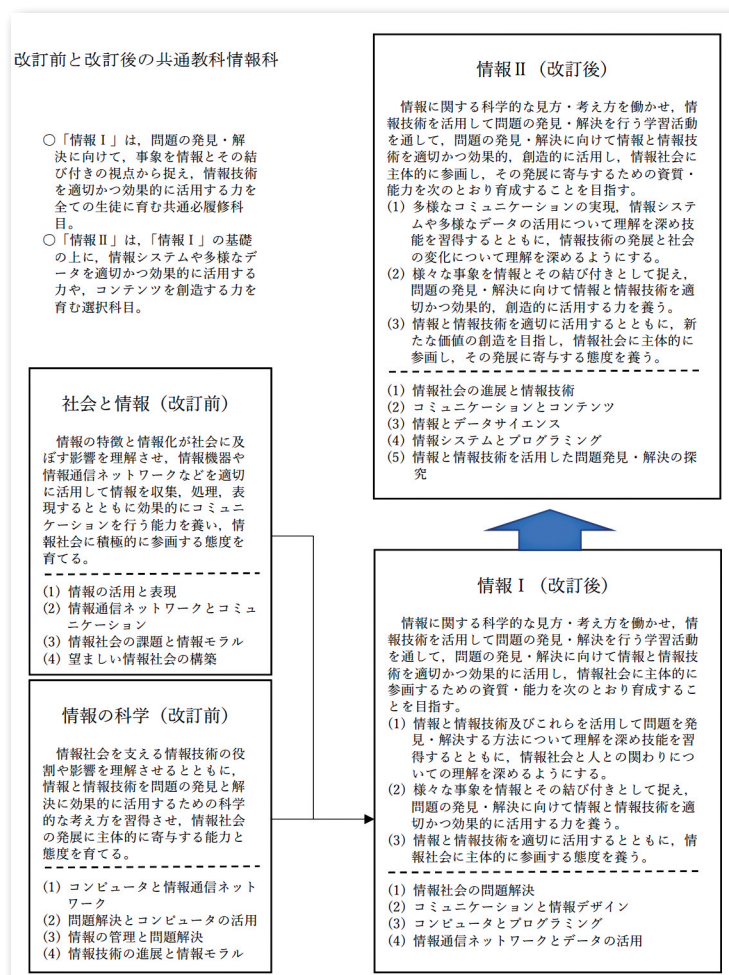 改訂前と改訂後の共通教科情報科
○「情報Ⅰ」は，問題の発見・解
決に向けて，事象を情報とその結
び付きの視点から捉え，情報技術
を適切かつ効果的に活用する力を
全ての生徒に育む共通必履修科
目。
○「情報Ⅱ」は，「情報Ⅰ」の基礎
の上に，情報システムや多様なデ
ータを適切かつ効果的に活用する
力や，コンテンツを創造する力を
育む選択科目。
社会と情報（改訂前）
情報の特徴と情報化が社会に及
ぼす影響を理解させ，情報機器や
情報通信ネットワークなどを適切
に活用して情報を収集，処理，表
現するとともに効果的にコミュニ
ケーションを行う能力を養い，情
報社会に積極的に参画する態度を
育てる。
(1) 情報の活用と表現
(2) 情報通信ネットワークとコミュ
ニケーション
(3) 情報社会の課題と情報モラル
(4) 望ましい情報社会の構築
情報の科学（改訂前）
情報社会を支える情報技術の役
割や影響を理解させるとともに，
情報と情報技術を問題の発見と解
決に効果的に活用するための科学
的な考え方を習得させ，情報社会
の発展に主体的に寄与する能力と
態度を育てる。
(1) コンピュータと情報通信ネット
ワーク
(2) 問題解決とコンピュータの活用
(3) 情報の管理と問題解決
(4) 情報技術の進展と情報モラル
情報Ⅱ（改訂後）
情報に関する科学的な見方・考え方を働かせ，情
報技術を活用して問題の発見・解決を行う学習活動
を通して，問題の発見・解決に向けて情報と情報技
術を適切かつ効果的，創造的に活用し，情報社会に
主体的に参画し，その発展に寄与するための資質・
能力を次のとおり育成することを目指す。
(1) 多様なコミュニケーションの実現，情報システ
ムや多様なデータの活用について理解を深め技
能を習得するとともに，情報技術の発展と社会
の変化について理解を深めるようにする。
(2) 様々な事象を情報とその結び付きとして捉え，
問題の発見・解決に向けて情報と情報技術を適
切かつ効果的，創造的に活用する力を養う。
(3) 情報と情報技術を適切に活用するとともに，新
たな価値の創造を目指し，情報社会に主体的に
参画し，その発展に寄与する態度を養う。
(1) 情報社会の進展と情報技術
(2) コミュニケーションとコンテンツ
(3) 情報とデータサイエンス
(4) 情報システムとプログラミング
(5) 情報と情報技術を活用した問題発見・解決の探
究
情報Ⅰ（改訂後）
情報に関する科学的な見方・考え方を働かせ，情
報技術を活用して問題の発見・解決を行う学習活動
を通して，問題の発見・解決に向けて情報と情報技
術を適切かつ効果的に活用し，情報社会に主体的に
参画するための資質・能力を次のとおり育成するこ
とを目指す。
(1) 情報と情報技術及びこれらを活用して問題を発
見・解決する方法について理解を深め技能を習
得するとともに，情報社会と人との関わりにつ
いての理解を深めるようにする。
(2) 様々な事象を情報とその結び付きとして捉え，
問題の発見・解決に向けて情報と情報技術を適
切かつ効果的に活用する力を養う。
(3) 情報と情報技術を適切に活用するとともに，情
報社会に主体的に参画する態度を養う。
(1) 情報社会の問題解決
(2) コミュニケーションと情報デザイン
(3) コンピュータとプログラミング
(4) 情報通信ネットワークとデータの活用